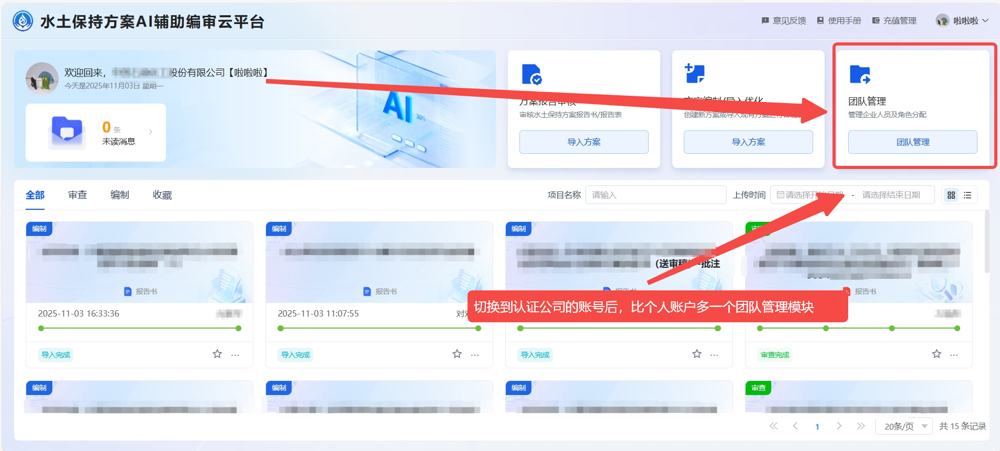 水土保持方案AI辅助编审云平台
意见反馈 使用手册 充值管理 啦啦啦
欢迎回来， 股份有限公司【啦啦啦】
今天是2025年11月03日 星期一
0 条
未读消息
AI
30%
方案报告审核
审核水土保持方案报告书/报告表
导入方案
方案编制/导入优化
创建新方案或导入现有方案进行智能
导入方案
团队管理
管理企业人员及角色分配
团队管理
全部 审查 编制 收藏
项目名称 请输入 上传时间 请选择开始日期 - 请选择结束日期
编制
报告书
2025-11-03 16:33:36
导入完成 ...
编制
报告书
2025-11-03 11:07:55 对
导入完成 ...
编制
（送审稿）-批注
报告书
导入完成 ...
审查
报告书
审查完成 ...
切换到认证公司的账号后，比个人账户多一个团队管理模块
编制
编制
编制
审查
1 20条/页 共 15 条记录